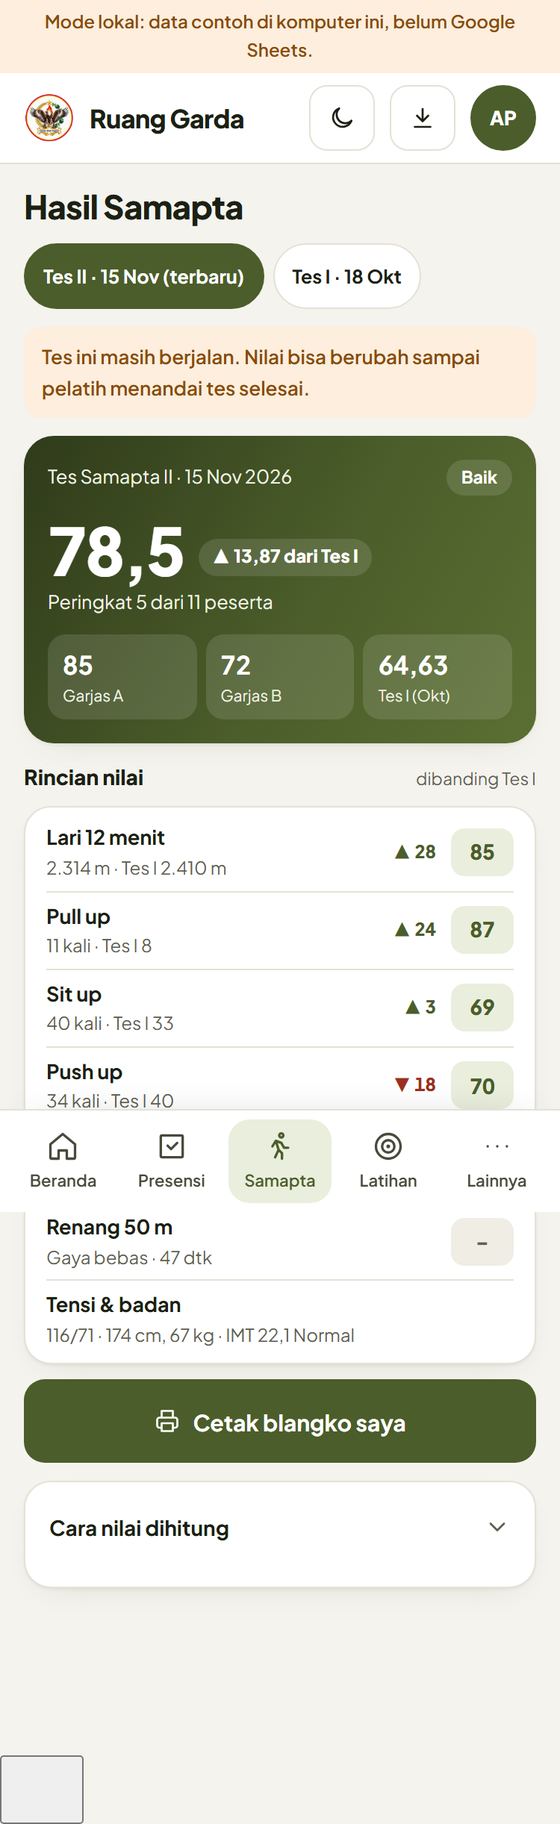 Mode lokal: data contoh di komputer ini, belum Google
Sheets.
Ruang Garda
AP
Hasil Samapta
Tes II · 15 Nov (terbaru)
Tes I · 18 Okt
Tes ini masih berjalan. Nilai bisa berubah sampai
pelatih menandai tes selesai.
Tes Samapta II · 15 Nov 2026
Baik
78,5
▲ 13,87 dari Tes I
Peringkat 5 dari 11 peserta
85
Garjas A
72
Garjas B
64,63
Tes I (Okt)
Rincian nilai
dibanding Tes I
Lari 12 menit
2.314 m · Tes I 2.410 m
▲ 28
85
Pull up
11 kali · Tes I 8
▲ 24
87
Sit up
40 kali · Tes I 33
▲ 3
69
Push up
34 kali · Tes I 40
▼ 18
70
Beranda
Presensi
Samapta
Latihan
Lainnya
Renang 50 m
Gaya bebas · 47 dtk
–
Tensi & badan
116/71 · 174 cm, 67 kg · IMT 22,1 Normal
Cetak blangko saya
Cara nilai dihitung